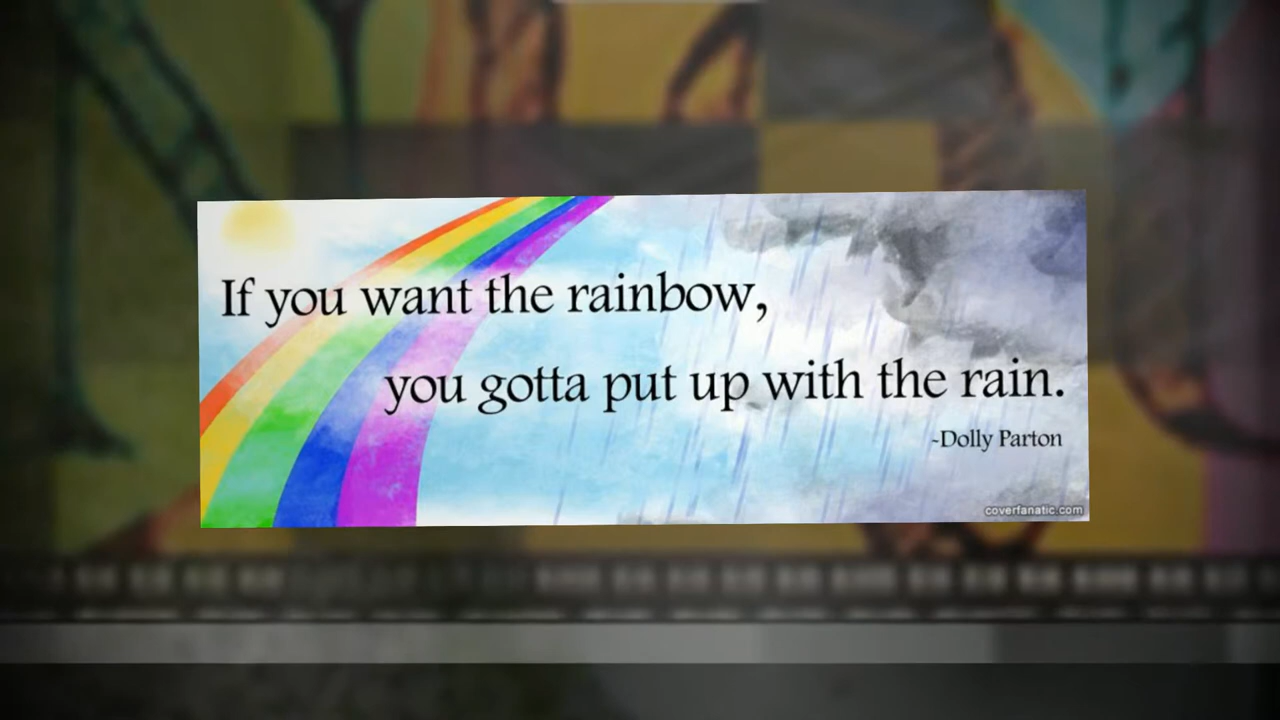 If you want the rainbow,
you gotta put up with the rain.
~Dolly Parton
coverfanatic.com